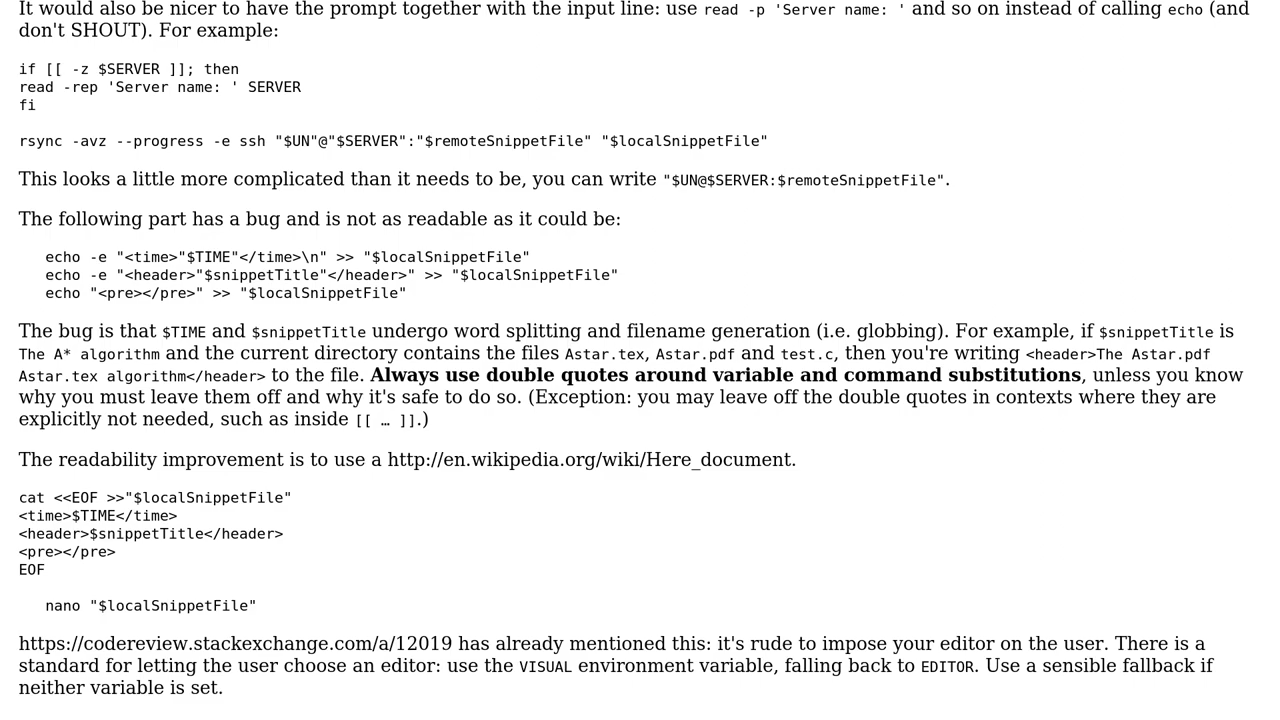 It would also be nicer to have the prompt together with the input line: use read -p 'Server name: ' and so on instead of calling echo (and
don't SHOUT). For example:
if [[ -z $SERVER ]]; then
read -rep 'Server name: ' SERVER
fi
rsync -avz --progress -e ssh "$UN"@"$SERVER":"$remoteSnippetFile" "$localSnippetFile"
This looks a little more complicated than it needs to be, you can write "$UN@$SERVER:$remoteSnippetFile".
The following part has a bug and is not as readable as it could be:
echo -e "<time>"$TIME"</time>\n" >> "$localSnippetFile"
echo -e "<header>"$snippetTitle"</header>" >> "$localSnippetFile"
echo "<pre></pre>" >> "$localSnippetFile"
The bug is that $TIME and $snippetTitle undergo word splitting and filename generation (i.e. globbing). For example, if $snippetTitle is
The A* algorithm and the current directory contains the files Astar.tex, Astar.pdf and test.c, then you're writing <header>The Astar.pdf
Astar.tex algorithm</header> to the file. Always use double quotes around variable and command substitutions, unless you know
why you must leave them off and why it's safe to do so. (Exception: you may leave off the double quotes in contexts where they are
explicitly not needed, such as inside [[ … ]].)
The readability improvement is to use a http://en.wikipedia.org/wiki/Here_document.
cat <<EOF >>"$localSnippetFile"
<time>$TIME</time>
<header>$snippetTitle</header>
<pre></pre>
EOF
nano "$localSnippetFile"
https://codereview.stackexchange.com/a/12019 has already mentioned this: it's rude to impose your editor on the user. There is a
standard for letting the user choose an editor: use the VISUAL environment variable, falling back to EDITOR. Use a sensible fallback if
neither variable is set.